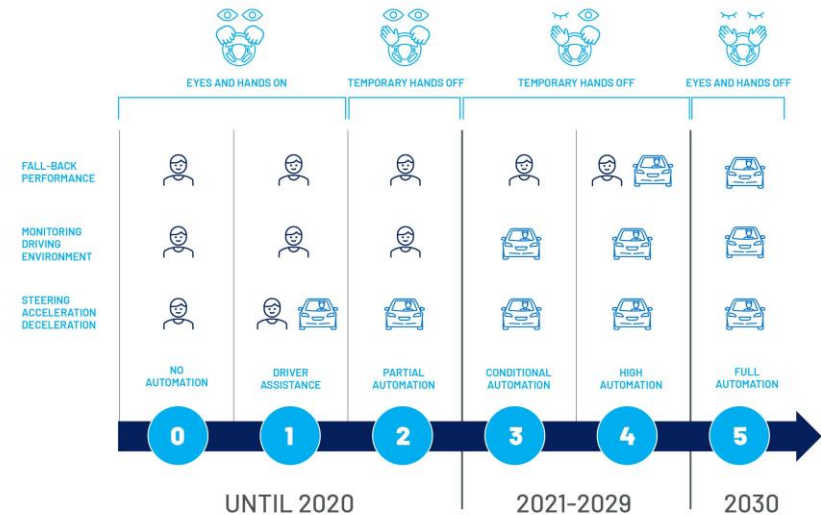 EYES AND HANDS ON
TEMPORARY HANDS OFF
TEMPORARY HANDS OFF
EYES AND HANDS OFF
FALL-BACK
PERFORMANCE
MONITORING
DRIVING
ENVIRONMENT
STEERING
ACCELERATION
DECELERATION
NO
AUTOMATION
DRIVER
ASSISTANCE
PARTIAL
AUTOMATION
CONDITIONAL
AUTOMATION
HIGH
AUTOMATION
FULL
AUTOMATION
0
1
2
3
4
5
UNTIL 2020
2021-2029
2030